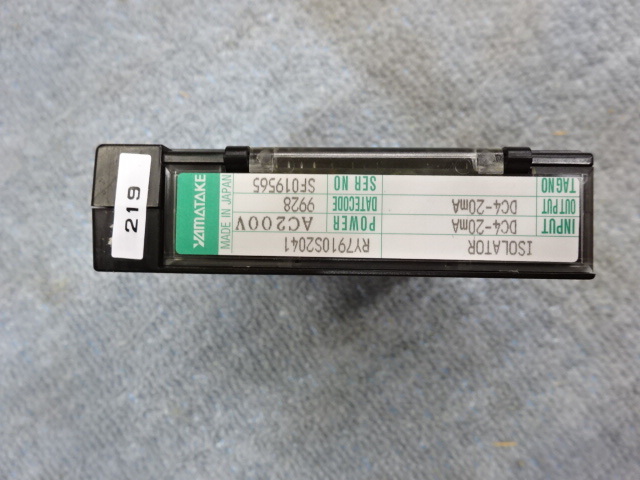 ISOLATOR RY7910S2041
INPUT DC4-20mA POWER AC200V
OUTPUT DC4-20mA DATECODE 9928
TAG NO SER NO SF019565
YAMATAKE
MADE IN JAPAN
219